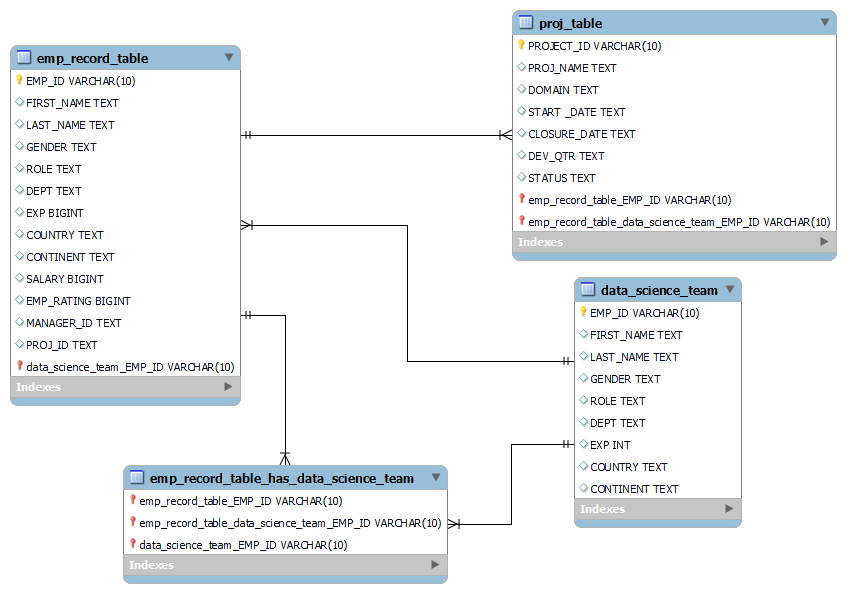 emp_record_table
EMP_ID VARCHAR(10)
FIRST_NAME TEXT
LAST_NAME TEXT
GENDER TEXT
ROLE TEXT
DEPT TEXT
EXP BIGINT
COUNTRY TEXT
CONTINENT TEXT
SALARY BIGINT
EMP_RATING BIGINT
MANAGER_ID TEXT
PROJ_ID TEXT
data_science_team_EMP_ID VARCHAR(10)
Indexes
proj_table
PROJECT_ID VARCHAR(10)
PROJ_NAME TEXT
DOMAIN TEXT
START _DATE TEXT
CLOSURE_DATE TEXT
DEV_QTR TEXT
STATUS TEXT
emp_record_table_EMP_ID VARCHAR(10)
emp_record_table_data_science_team_EMP_ID VARCHAR(10)
Indexes
data_science_team
EMP_ID VARCHAR(10)
FIRST_NAME TEXT
LAST_NAME TEXT
GENDER TEXT
ROLE TEXT
DEPT TEXT
EXP INT
COUNTRY TEXT
CONTINENT TEXT
Indexes
emp_record_table_has_data_science_team
emp_record_table_EMP_ID VARCHAR(10)
emp_record_table_data_science_team_EMP_ID VARCHAR(10)
data_science_team_EMP_ID VARCHAR(10)
Indexes